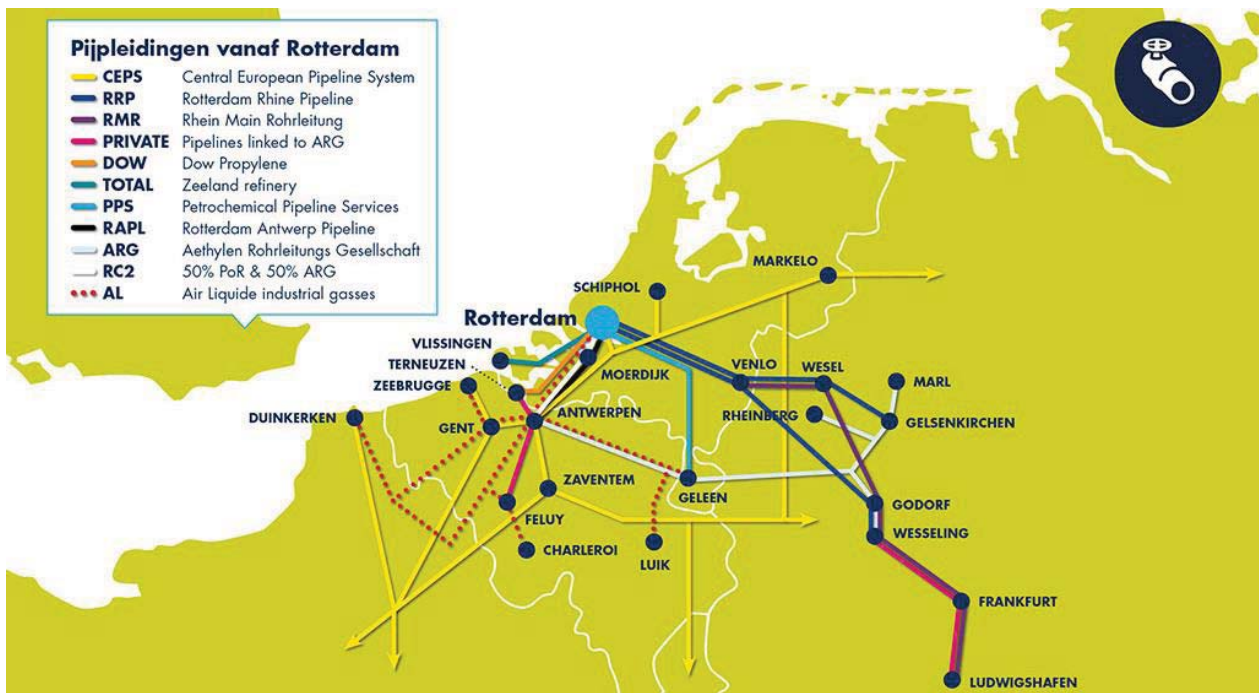 Pijpleidingen vanaf Rotterdam
CEPS Central European Pipeline System
RRP Rotterdam Rhine Pipeline
RMR Rhein Main Rohrleitung
PRIVATE Pipelines linked to ARG
DOW Dow Propylene
TOTAL Zeeland refinery
PPS Petrochemical Pipeline Services
RAPL Rotterdam Antwerp Pipeline
ARG Aethylen Rohrleitungs Gesellschaft
RC2 50% PoR & 50% ARG
AL Air Liquide industrial gasses
MARKELO
SCHIPHOL
Rotterdam
VLISSINGEN
TERNEUZEN
ZEEBRUGGE
MOERDIJK
VENLO
WESEL
MARL
DUINKERKEN
GENT
ANTWERPEN
RHEINBERG
GELSENKIRCHEN
ZAVENTEM
GELEEN
FELUY
GODORF
WESSELING
CHARLEROI
LUIK
FRANKFURT
LUDWIGSHAFEN